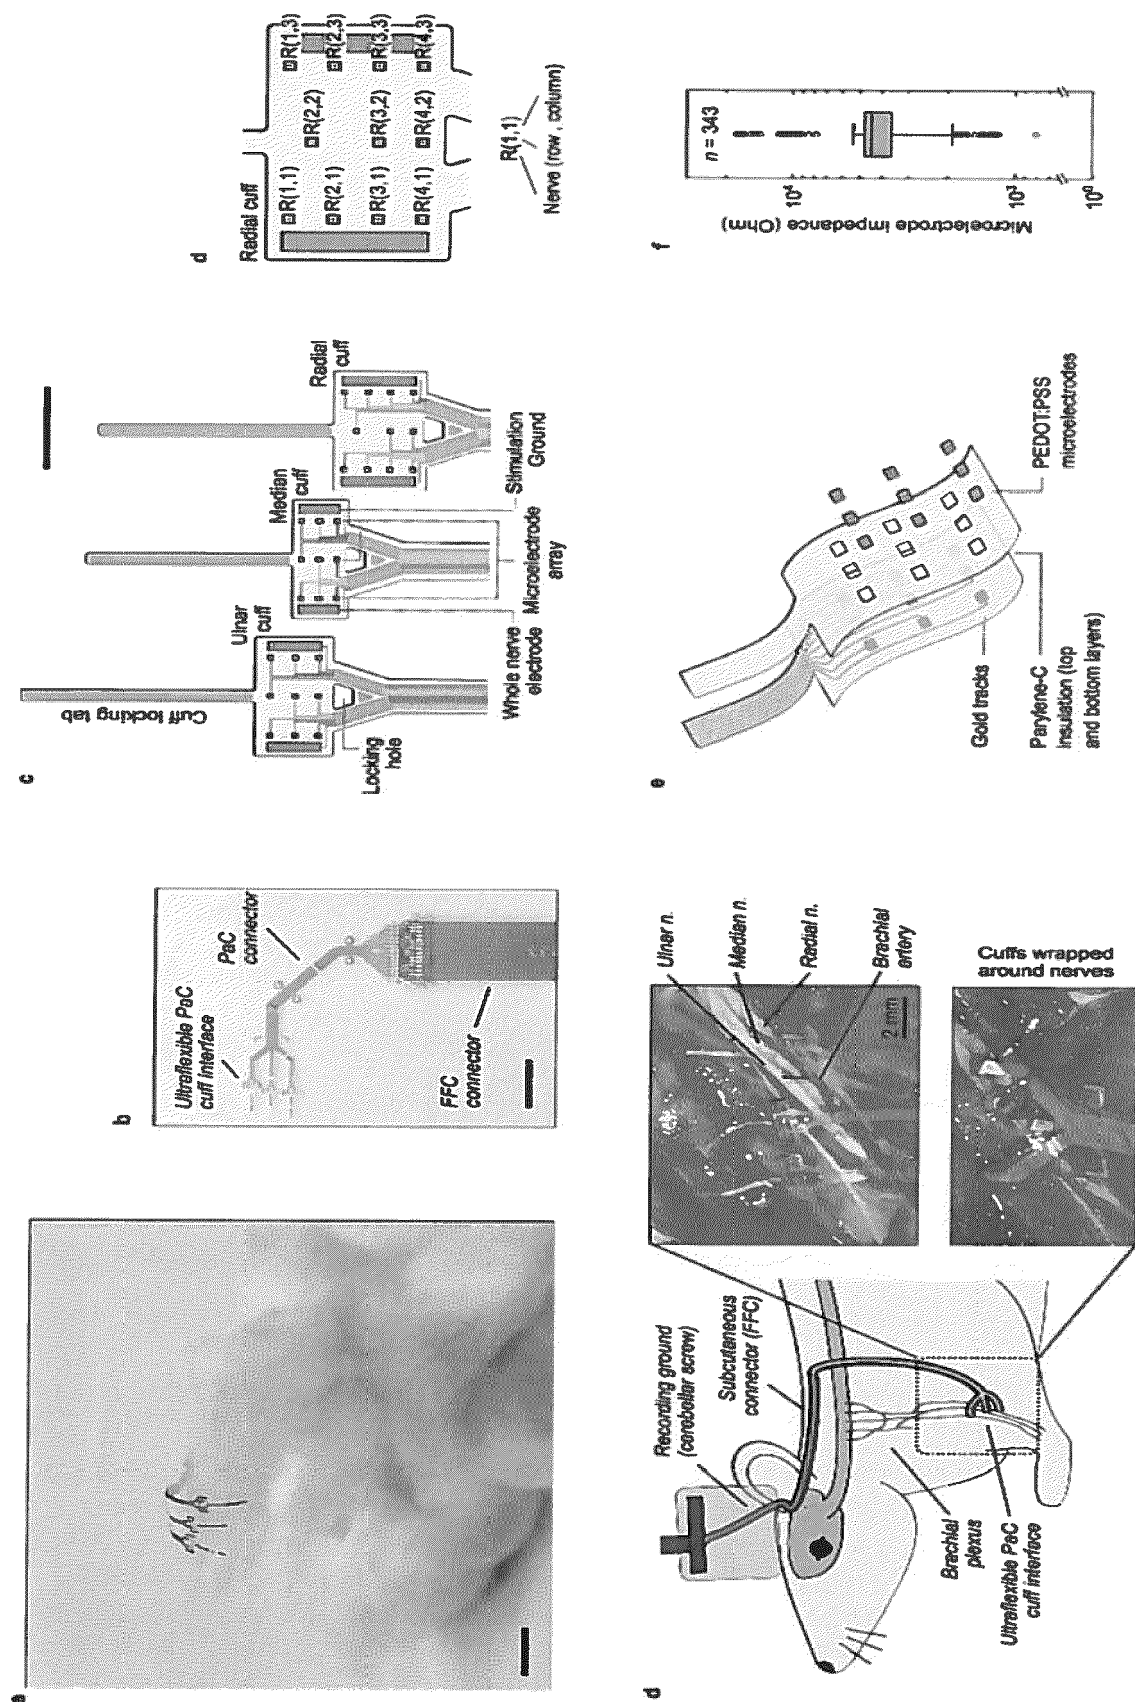 a
b
Ultraflexible PaC
cuff interface
PaC
connector
FFC
connector
c
Cuff locking tab
Ulnar
cuff
Median
cuff
Radial
cuff
Locking
hole
Whole nerve
electrode
Microelectrode
array
Stimulation
Ground
d
Radial cuff
R(1,1)
R(1,3)
R(2,1)
R(2,2)
R(2,3)
R(3,1)
R(3,2)
R(3,3)
R(4,1)
R(4,2)
R(4,3)
R(1,1)
Nerve (row, column)
d
Recording ground
(cerebellar screw)
Subcutaneous
connector (FFC)
Brachial
plexus
Ultraflexible PaC
cuff interface
Ulnar n.
Median n.
Radial n.
Brachial
artery
2 mm
Cuffs wrapped
around nerves
e
Gold tracks
Parylene-C
insulation (top
and bottom layers)
PEDOT:PSS
microelectrodes
f
Microelectrode impedance (Ohm)
n = 343
10⁴
10³
10⁰